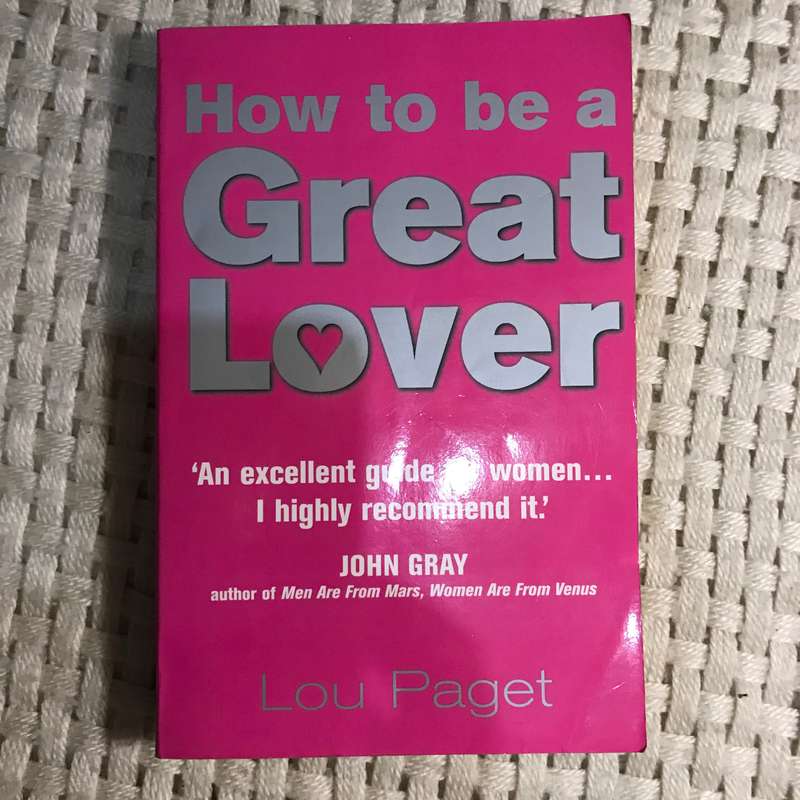 How to be a
Great
Lover
‘An excellent guide women...
I highly recommend it.’
JOHN GRAY
author of Men Are From Mars, Women Are From Venus
Lou Paget